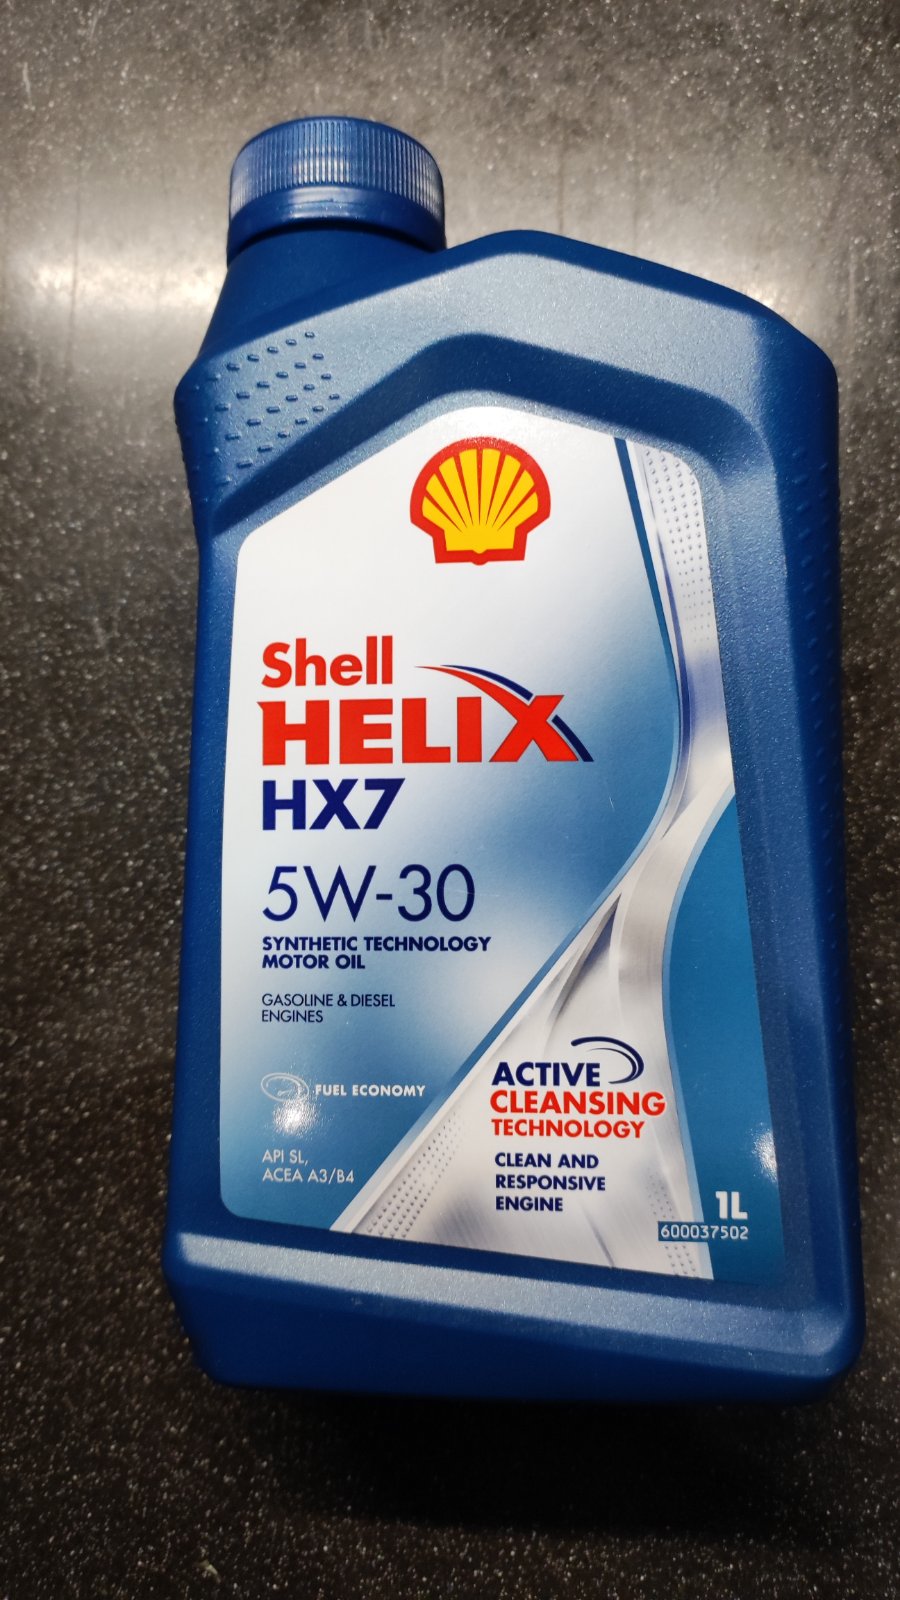 Shell
HELIX
HX7
5W-30
SYNTHETIC TECHNOLOGY
MOTOR OIL
GASOLINE & DIESEL
ENGINES
FUEL ECONOMY
API SL,
ACEA A3/B4
ACTIVE
CLEANSING
TECHNOLOGY
CLEAN AND
RESPONSIVE
ENGINE
1L
600037502